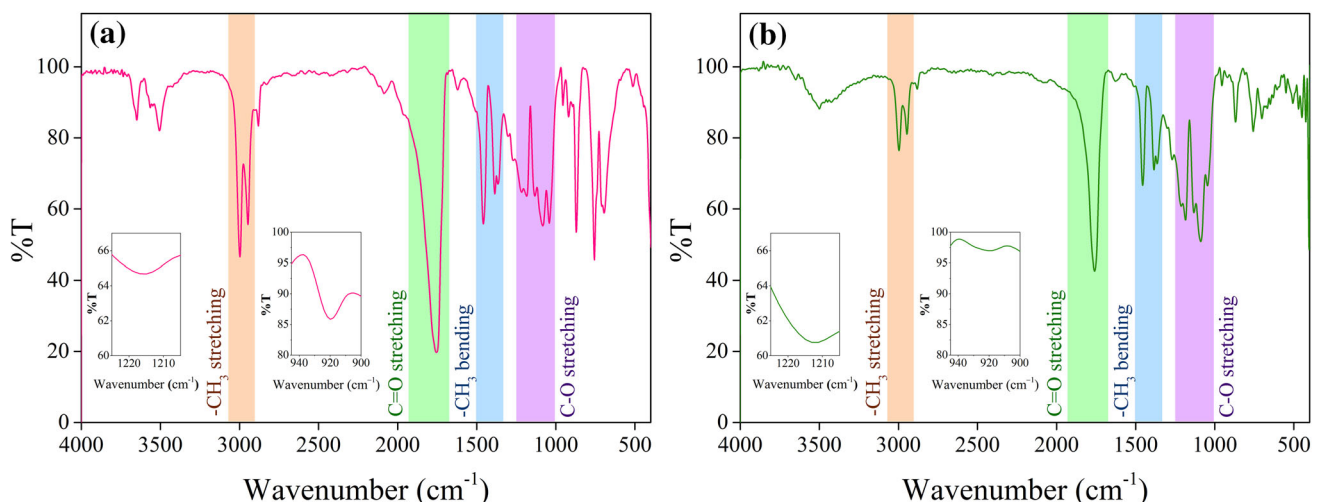 (a)
%T
100
80
60
40
20
0
4000 3500 3000 2500 2000 1500 1000 500
Wavenumber (cm⁻¹)
-CH₃ stretching
C=O stretching
-CH₃ bending
C-O stretching
%T
66
64
62
60
1220 1210
Wavenumber (cm⁻¹)
%T
100
95
90
85
80
940 920 900
Wavenumber (cm⁻¹)
(b)
%T
100
80
60
40
20
0
4000 3500 3000 2500 2000 1500 1000 500
Wavenumber (cm⁻¹)
-CH₃ stretching
C=O stretching
-CH₃ bending
C-O stretching
%T
66
64
62
60
1220 1210
Wavenumber (cm⁻¹)
%T
100
95
90
85
80
940 920 900
Wavenumber (cm⁻¹)